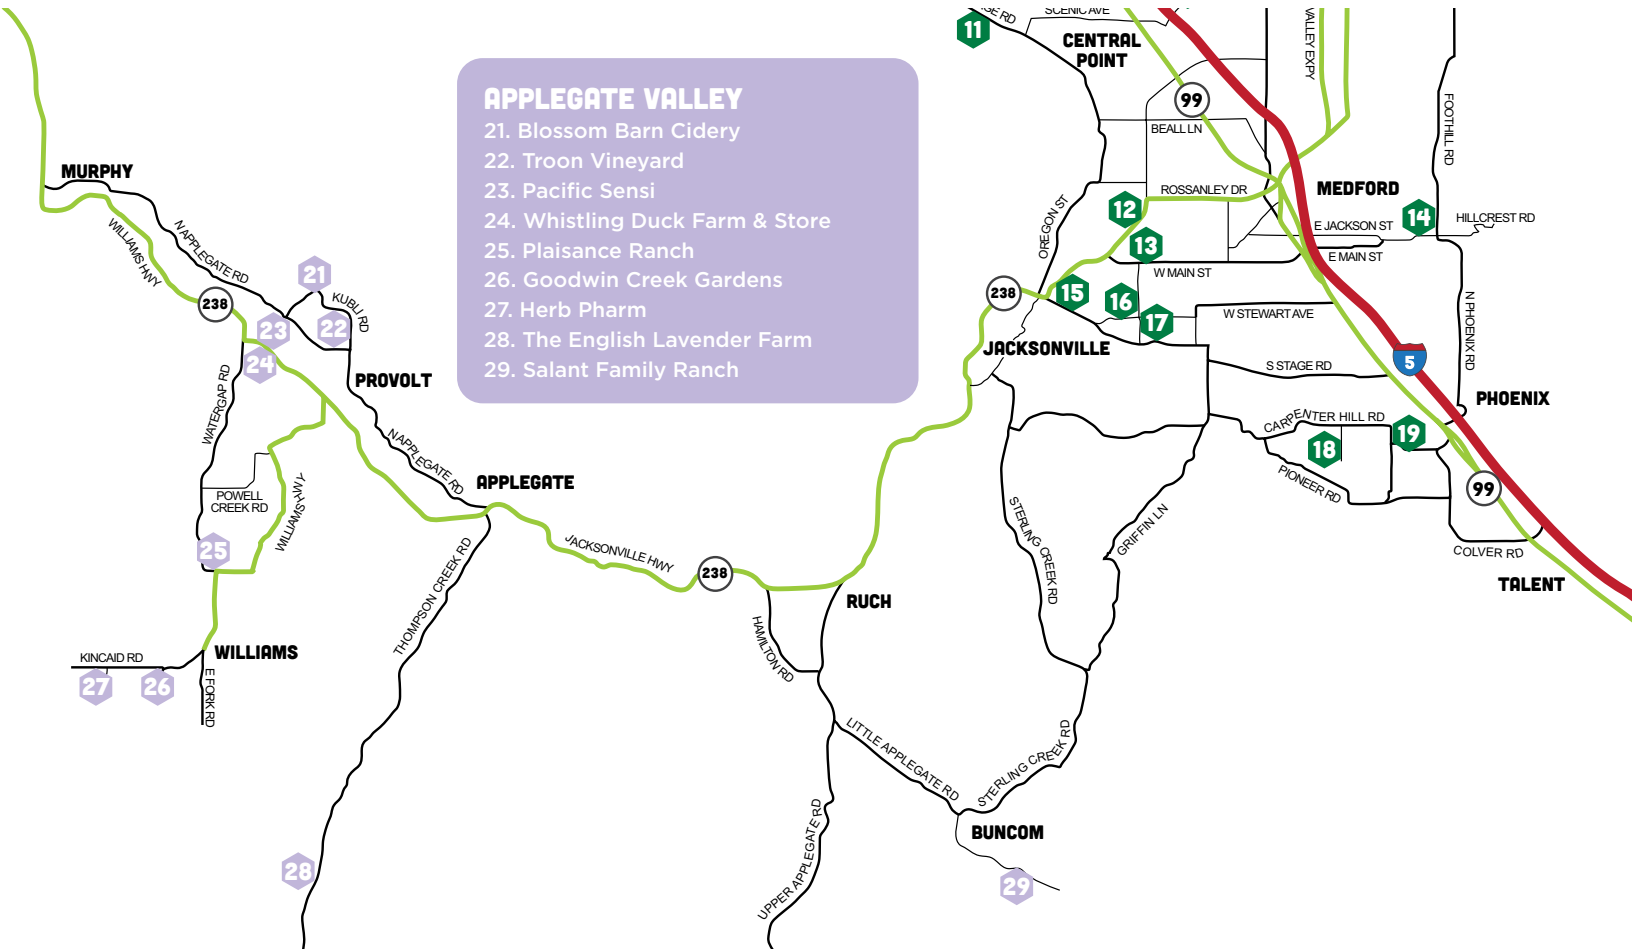 GE RD
SCENIC AVE
11
CENTRAL
POINT
VALLEY EXPY
99
FOOTHILL RD
BEALL LN
APPLEGATE VALLEY
21. Blossom Barn Cidery
22. Troon Vineyard
23. Pacific Sensi
24. Whistling Duck Farm & Store
25. Plaisance Ranch
26. Goodwin Creek Gardens
27. Herb Pharm
28. The English Lavender Farm
29. Salant Family Ranch
MURPHY
WILLIAMS HWY
N APPLEGATE RD
238
21
KUBLI RD
22
23
24
PROVOLT
WATERGAP RD
N APPLEGATE RD
APPLEGATE
POWELL
CREEK RD
WILLIAMS HWY
25
WILLIAMS
KINCAID RD
27
26
E FORK RD
THOMPSON CREEK RD
28
JACKSONVILLE HWY
238
RUCH
HAMILTON RD
LITTLE APPLEGATE RD
UPPER APPLEGATE RD
STERLING CREEK RD
BUNCOM
29
STERLING CREEK RD
GRIFFIN LN
OREGON ST
ROSSANLEY DR
12
13
MEDFORD
14
HILLCREST RD
E JACKSON ST
E MAIN ST
W MAIN ST
238
15
16
17
W STEWART AVE
JACKSONVILLE
S STAGE RD
5
N PHOENIX RD
PHOENIX
CARPENTER HILL RD
18
19
PIONEER RD
99
COLVER RD
TALENT